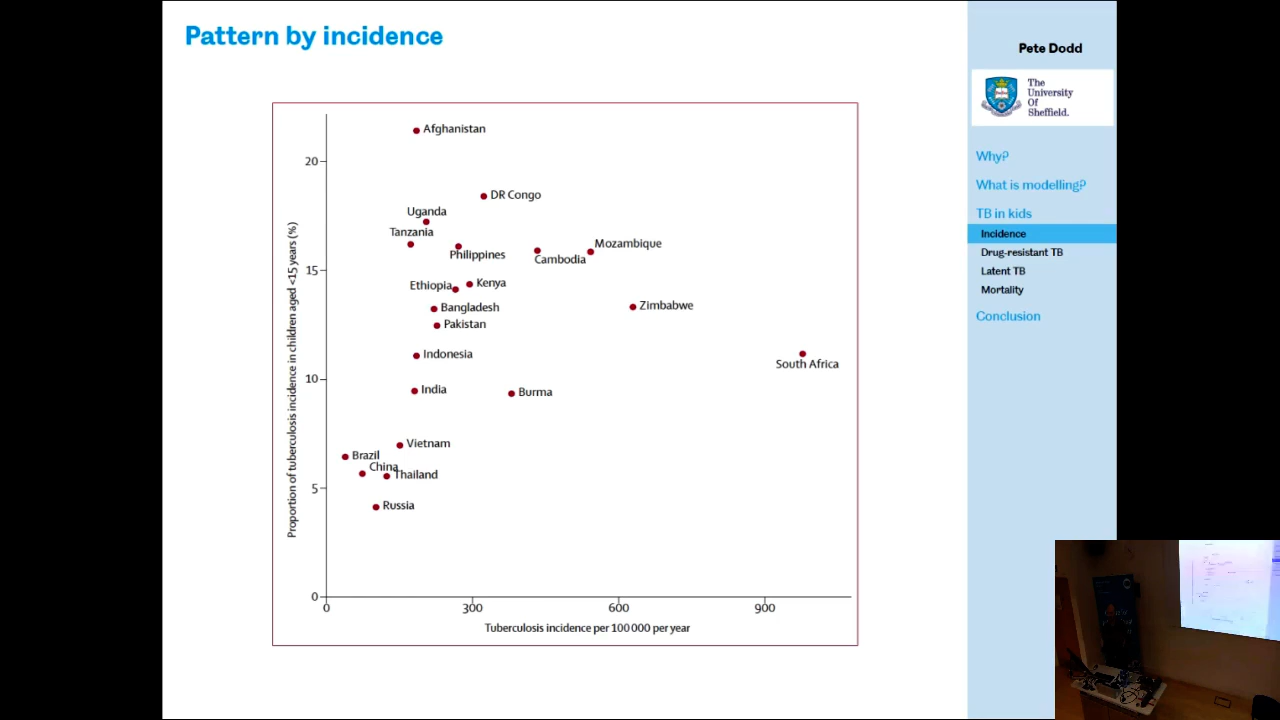 Pattern by incidence
Pete Dodd
The
University
Of
Sheffield.
Why?
What is modelling?
TB in kids
Incidence
Drug-resistant TB
Latent TB
Mortality
Conclusion
Proportion of tuberculosis incidence in children aged <15 years (%)
20
15
10
5
0
Afghanistan
DR Congo
Uganda
Tanzania
Philippines
Cambodia
Mozambique
Ethiopia
Kenya
Bangladesh
Zimbabwe
Pakistan
Indonesia
South Africa
India
Burma
Vietnam
Brazil
China
Thailand
Russia
0
300
600
900
Tuberculosis incidence per 100 000 per year